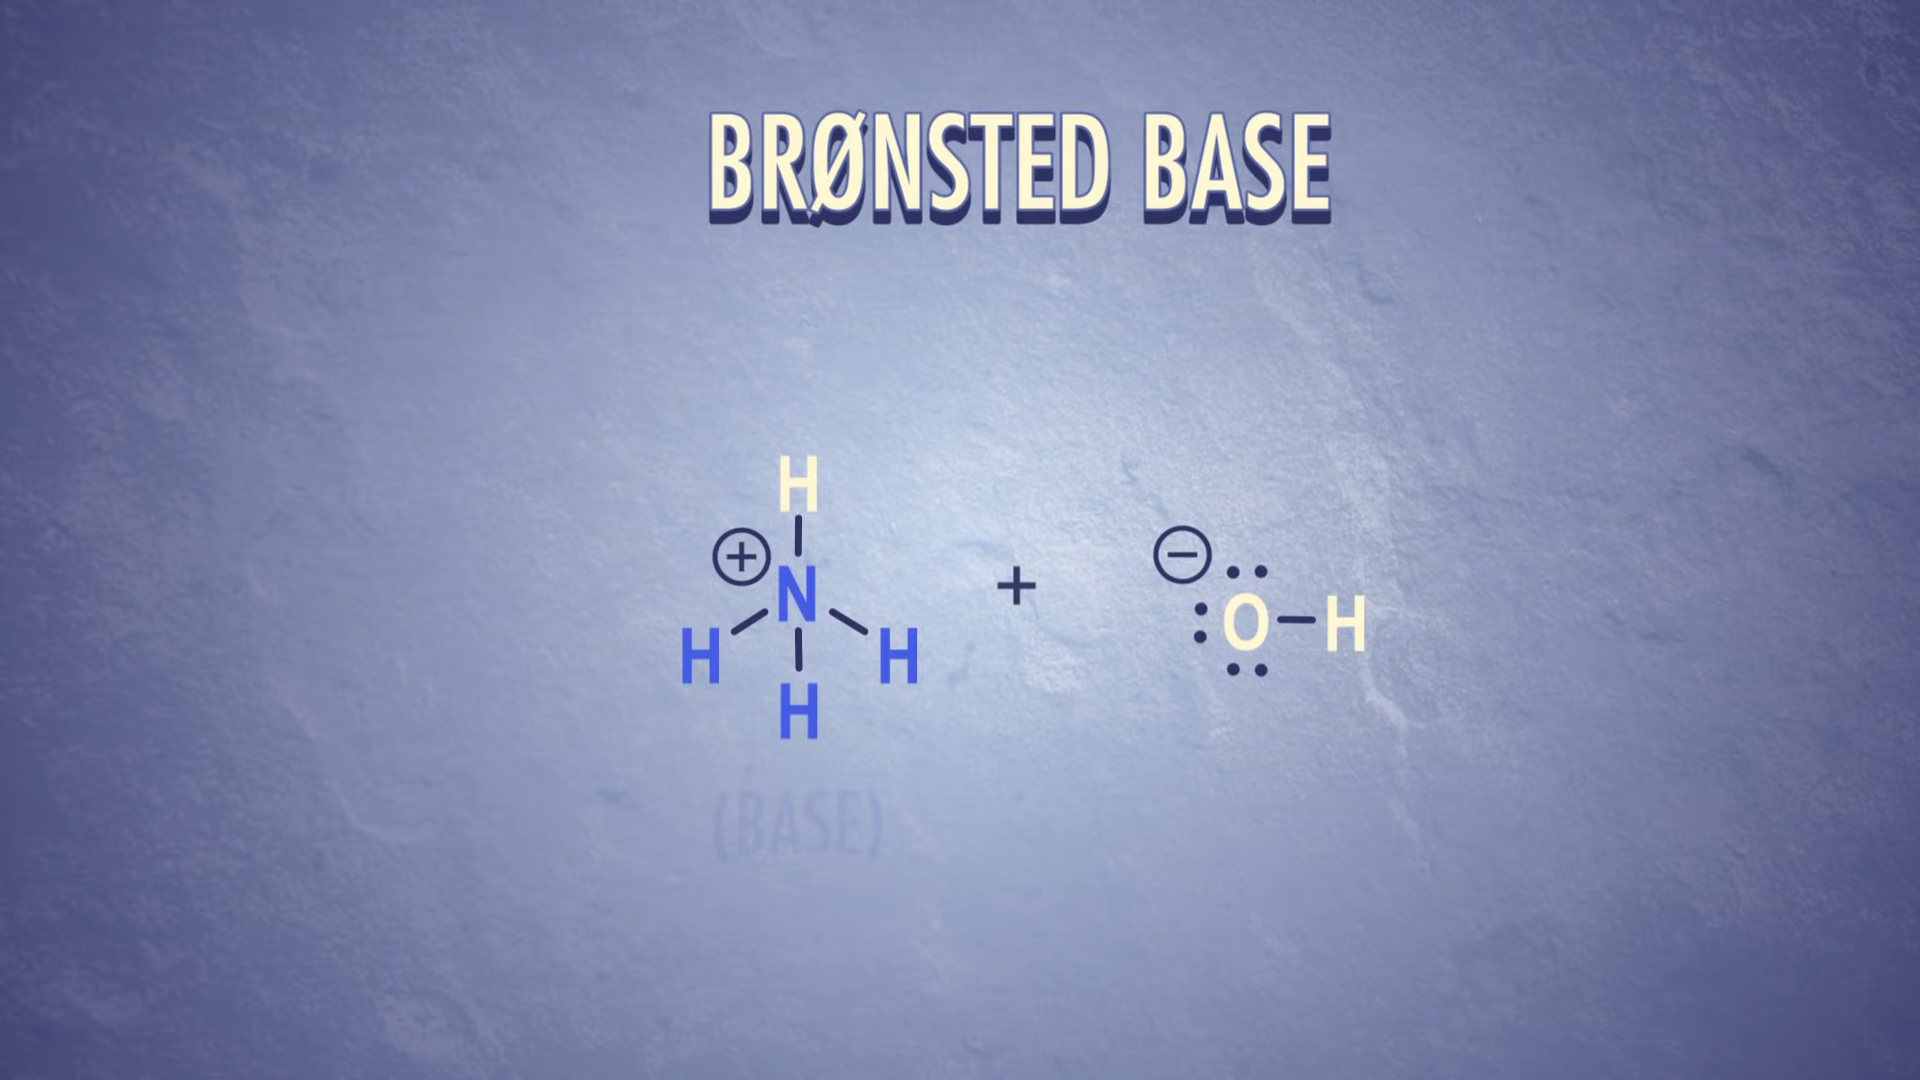 BRØNSTED BASE
H
⊕ N
H H
H
+
⊖ O-H
(BASE)